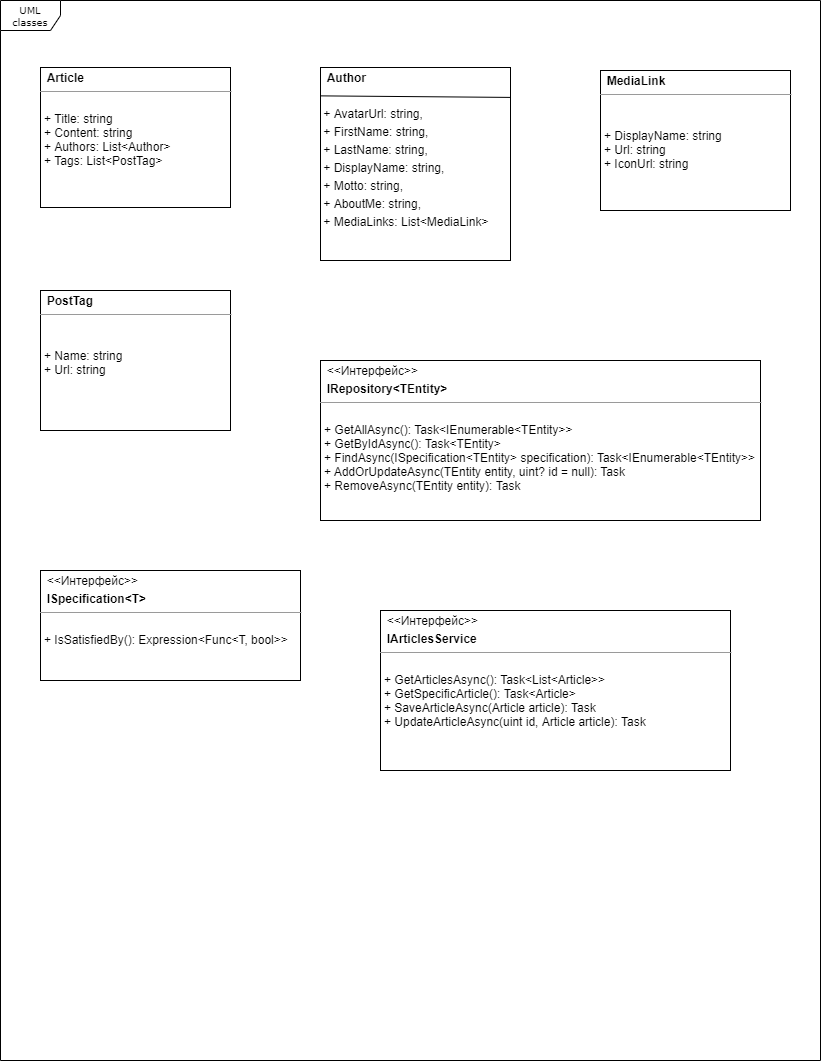 UML
classes
Article
+ Title: string
+ Content: string
+ Authors: List<Author>
+ Tags: List<PostTag>
Author
+ AvatarUrl: string,
+ FirstName: string,
+ LastName: string,
+ DisplayName: string,
+ Motto: string,
+ AboutMe: string,
+ MediaLinks: List<MediaLink>
MediaLink
+ DisplayName: string
+ Url: string
+ IconUrl: string
PostTag
+ Name: string
+ Url: string
<<Интерфейс>>
IRepository<TEntity>
+ GetAllAsync(): Task<IEnumerable<TEntity>>
+ GetByIdAsync(): Task<TEntity>
+ FindAsync(ISpecification<TEntity> specification): Task<IEnumerable<TEntity>>
+ AddOrUpdateAsync(TEntity entity, uint? id = null): Task
+ RemoveAsync(TEntity entity): Task
<<Интерфейс>>
ISpecification<T>
+ IsSatisfiedBy(): Expression<Func<T, bool>>
<<Интерфейс>>
IArticlesService
+ GetArticlesAsync(): Task<List<Article>>
+ GetSpecificArticle(): Task<Article>
+ SaveArticleAsync(Article article): Task
+ UpdateArticleAsync(uint id, Article article): Task